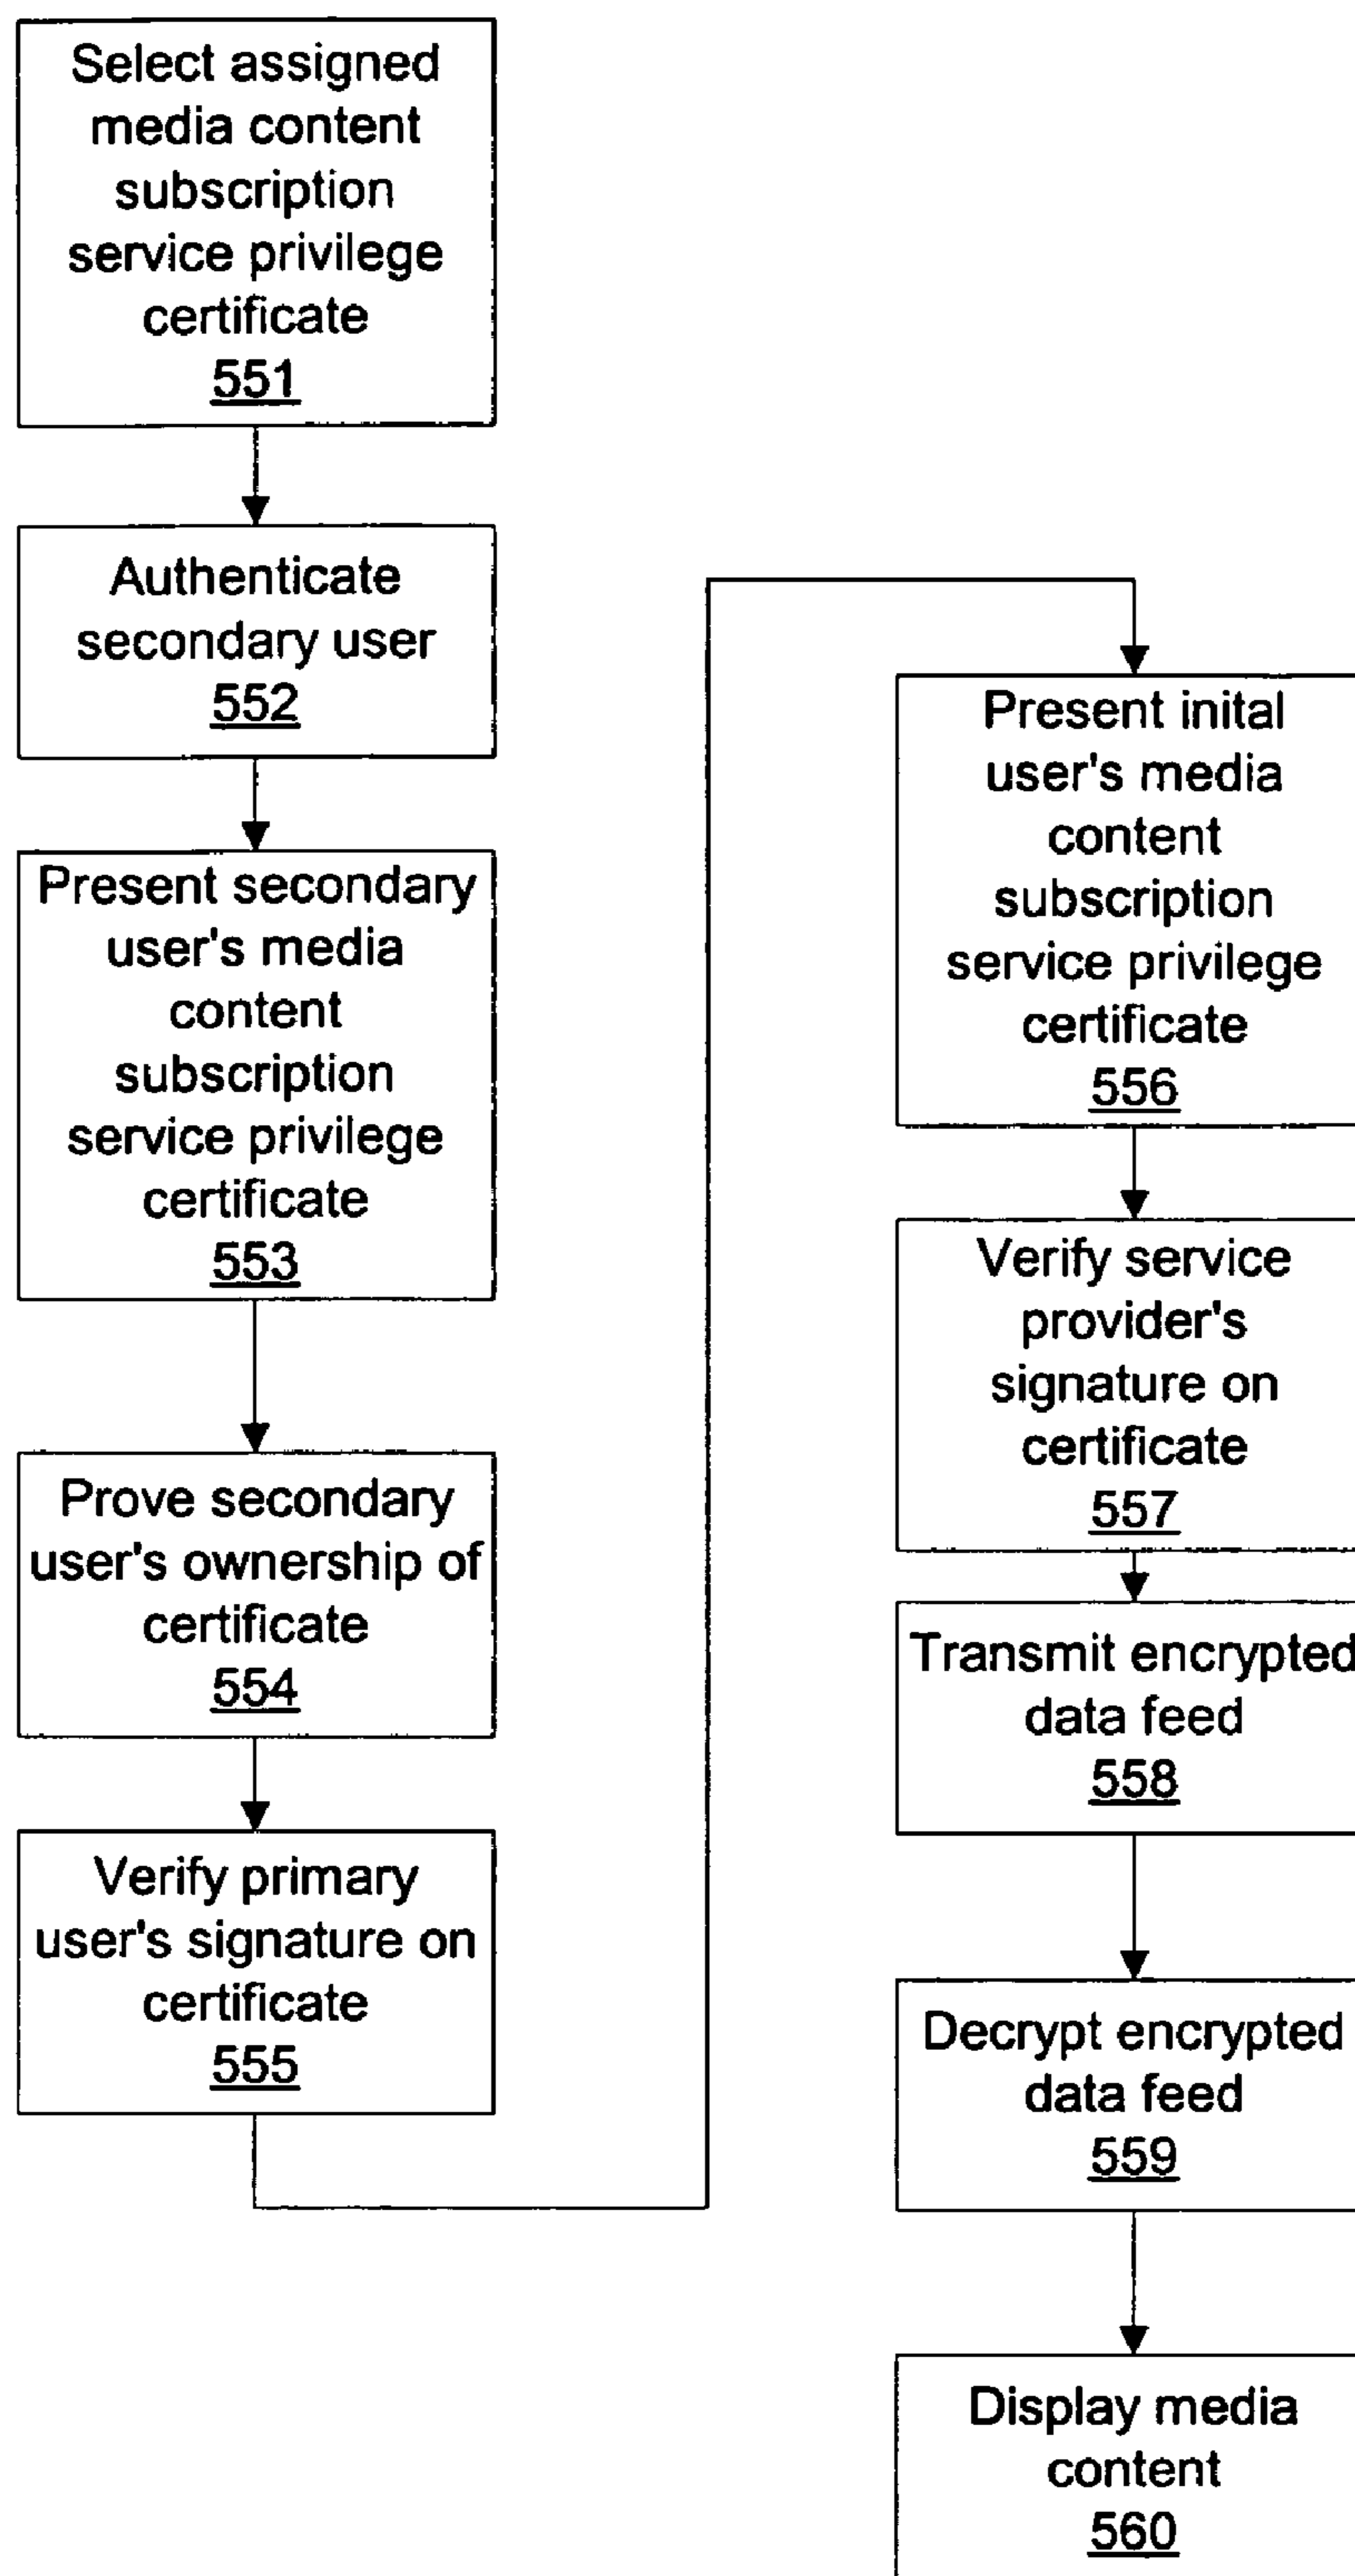 Select assigned
media content
subscription
service privilege
certificate
551
Authenticate
secondary user
552
Present secondary
user's media
content
subscription
service privilege
certificate
553
Prove secondary
user's ownership of
certificate
554
Verify primary
user's signature on
certificate
555
Present inital
user's media
content
subscription
service privilege
certificate
556
Verify service
provider's
signature on
certificate
557
Transmit encrypted
data feed
558
Decrypt encrypted
data feed
559
Display media
content
560